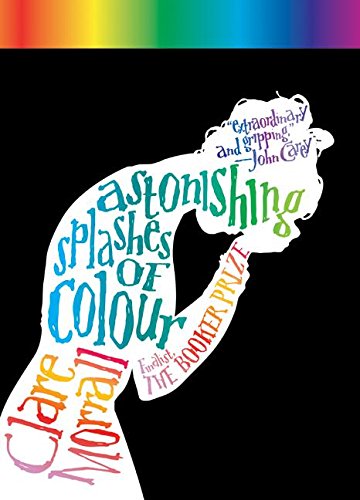 "extraordinary
and gripping"
—John Carey
astonishing
splashes
OF
colour
Finalist,
THE BOOKER PRIZE
Clare
Morrall